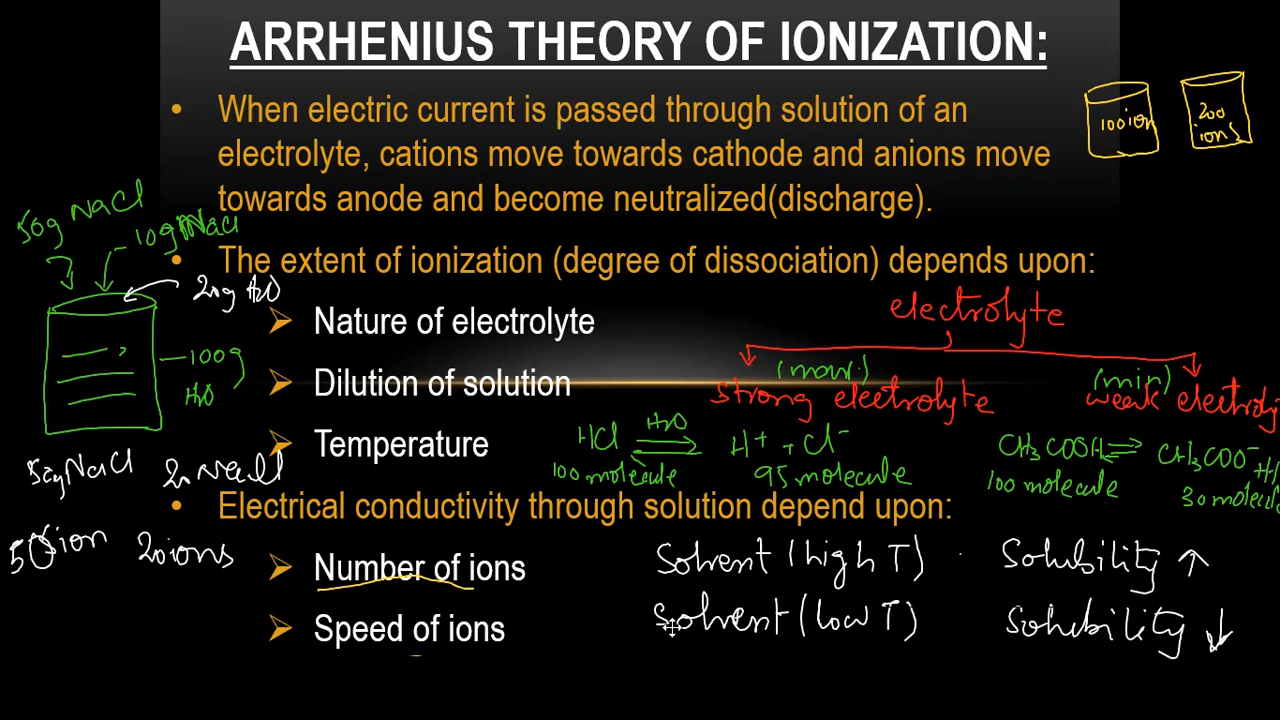 ARRHENIUS THEORY OF IONIZATION:
• When electric current is passed through solution of an
electrolyte, cations move towards cathode and anions move
towards anode and become neutralized(discharge).
100 ion
200
ions
50g NaCl
10g NaCl
• The extent of ionization (degree of dissociation) depends upon:
H2O
100g
H2O
➢ Nature of electrolyte
➢ Dilution of solution
➢ Temperature
electrolyte
(max.)
(min)
strong electrolyte
weak electroly
HCl ⇌ H+ + Cl-
H2O
100 molecule
95 molecule
CH3COOH ⇌ CH3COO- + H
100 molecule
30 molecule
NaCl
50 ion
20 ions
• Electrical conductivity through solution depend upon:
➢ Number of ions
➢ Speed of ions
Solvent (high T)
Solubility ↑
Solvent (low T)
Solubility ↓